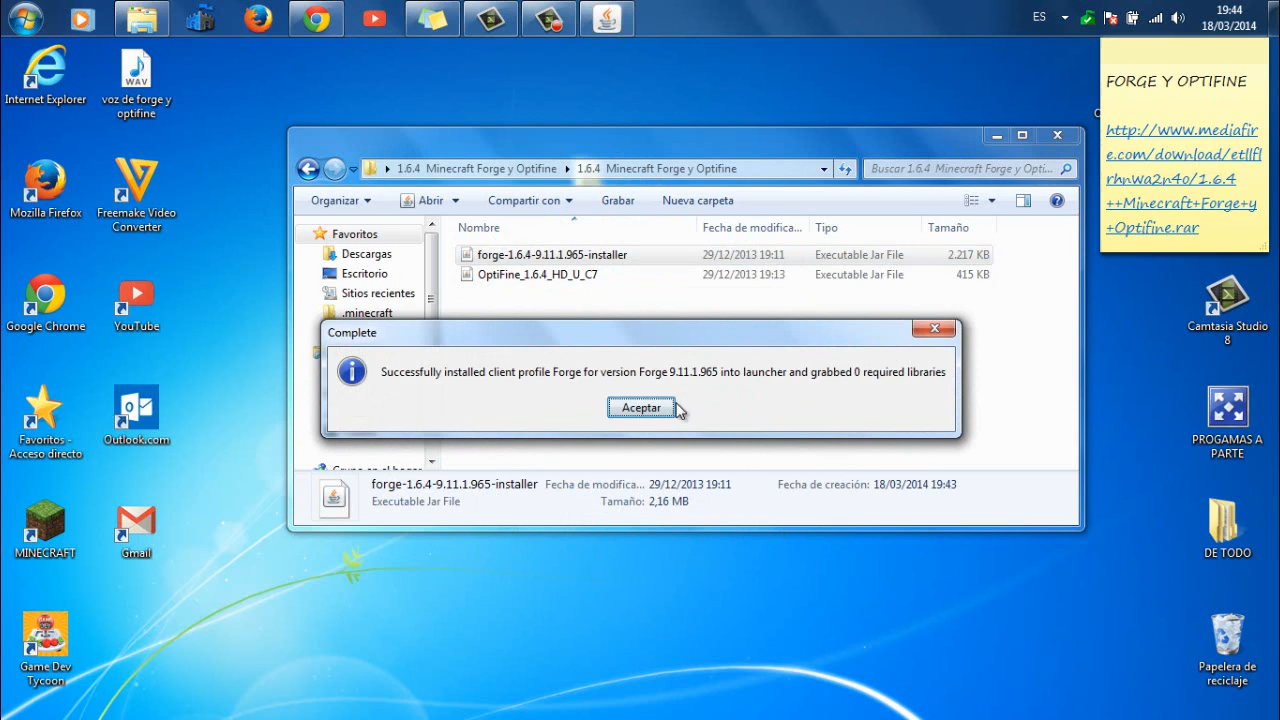 ES
19:44
18/03/2014
Internet Explorer
voz de forge y
optifine
Mozilla Firefox
Freemake Video
Converter
Google Chrome
YouTube
Favoritos -
Acceso directo
Outlook.com
MINECRAFT
Gmail
Game Dev
Tycoon
FORGE Y OPTIFINE
http://www.mediafir
e.com/download/etllfl
rhnwa2n4o/1.6.4
++Minecraft+Forge+y
+Optifine.rar
Camtasia Studio
8
PROGAMAS A
PARTE
DE TODO
Papelera de
reciclaje
1.6.4 Minecraft Forge y Optifine
1.6.4 Minecraft Forge y Optifine
Buscar 1.6.4 Minecraft Forge y Opti...
Organizar
Abrir
Compartir con
Grabar
Nueva carpeta
Favoritos
Descargas
Escritorio
Sitios recientes
.minecraft
Nombre
Fecha de modifica...
Tipo
Tamaño
forge-1.6.4-9.11.1.965-installer
29/12/2013 19:11
Executable Jar File
2.217 KB
OptiFine_1.6.4_HD_U_C7
29/12/2013 19:13
Executable Jar File
415 KB
Complete
Successfully installed client profile Forge for version Forge 9.11.1.965 into launcher and grabbed 0 required libraries
Aceptar
Grupo en el hogar
forge-1.6.4-9.11.1.965-installer
Fecha de modifica... 29/12/2013 19:11
Fecha de creación: 18/03/2014 19:43
Executable Jar File
Tamaño: 2,16 MB
WAV